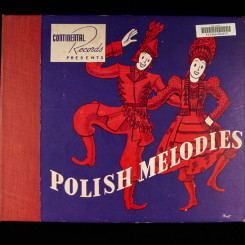 CONTINENTAL
Records
PRESENTS
POLISH MELODIES